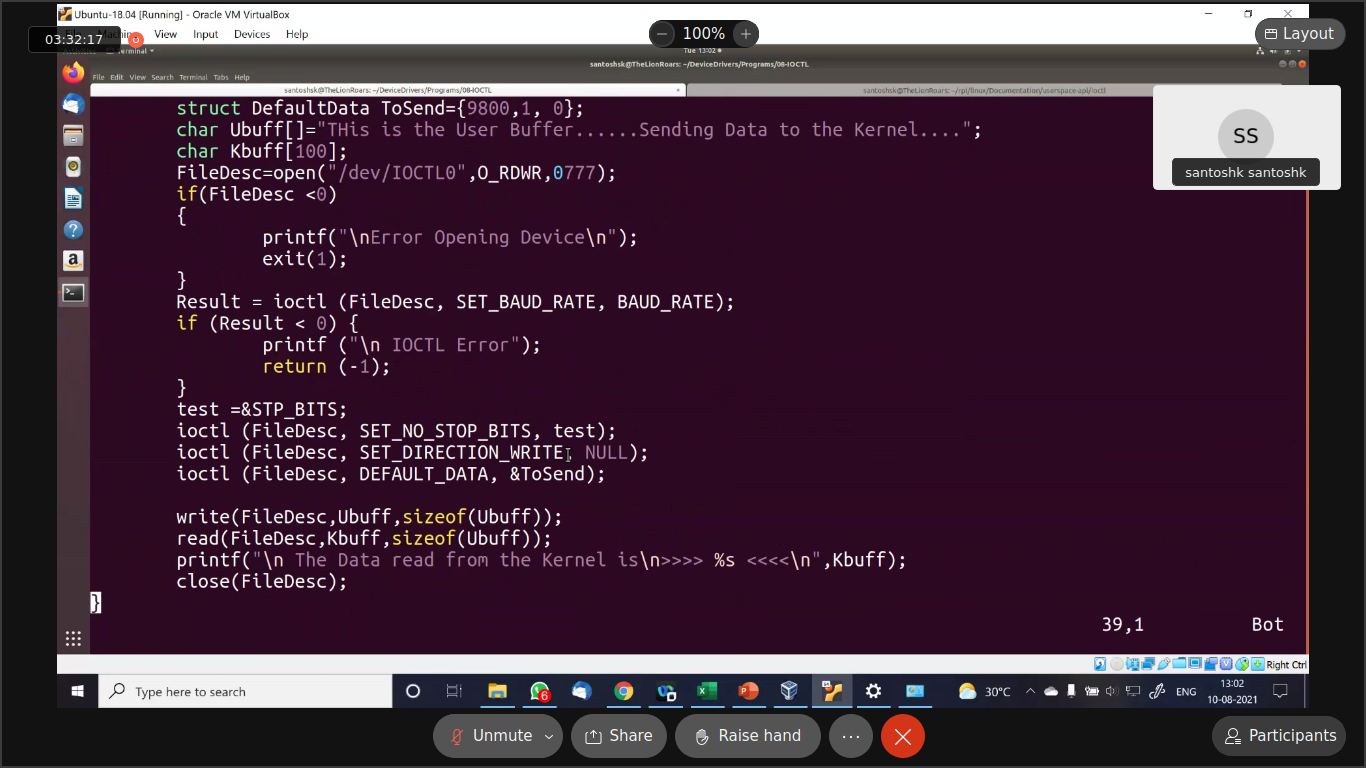 Ubuntu-18.04 [Running] - Oracle VM VirtualBox
03:32:17
View Input Devices Help
100%
Layout
Terminal
Tue 13:02
santoshsk@TheLionRoars: ~/DeviceDrivers/Programs/08-IOCTL
File Edit View Search Terminal Tabs Help
santoshsk@TheLionRoars: ~/DeviceDrivers/Programs/08-IOCTL
santoshsk@TheLionRoars: ~/rpi/linux/Documentation/userspace-api/ioctl
struct DefaultData ToSend={9800,1, 0};
char Ubuff[]="THis is the User Buffer......Sending Data to the Kernel....";
char Kbuff[100];
FileDesc=open("/dev/IOCTL0",O_RDWR,0777);
if(FileDesc <0)
{
printf("\nError Opening Device\n");
exit(1);
}
Result = ioctl (FileDesc, SET_BAUD_RATE, BAUD_RATE);
if (Result < 0) {
printf ("\n IOCTL Error");
return (-1);
}
test =&STP_BITS;
ioctl (FileDesc, SET_NO_STOP_BITS, test);
ioctl (FileDesc, SET_DIRECTION_WRITE, NULL);
ioctl (FileDesc, DEFAULT_DATA, &ToSend);
write(FileDesc,Ubuff,sizeof(Ubuff));
read(FileDesc,Kbuff,sizeof(Ubuff));
printf("\n The Data read from the Kernel is\n>>>> %s <<<<\n",Kbuff);
close(FileDesc);
}
39,1 Bot
SS
santoshk santoshk
Right Ctrl
Type here to search
6
30°C
ENG
13:02
10-08-2021
Unmute
Share
Raise hand
Participants